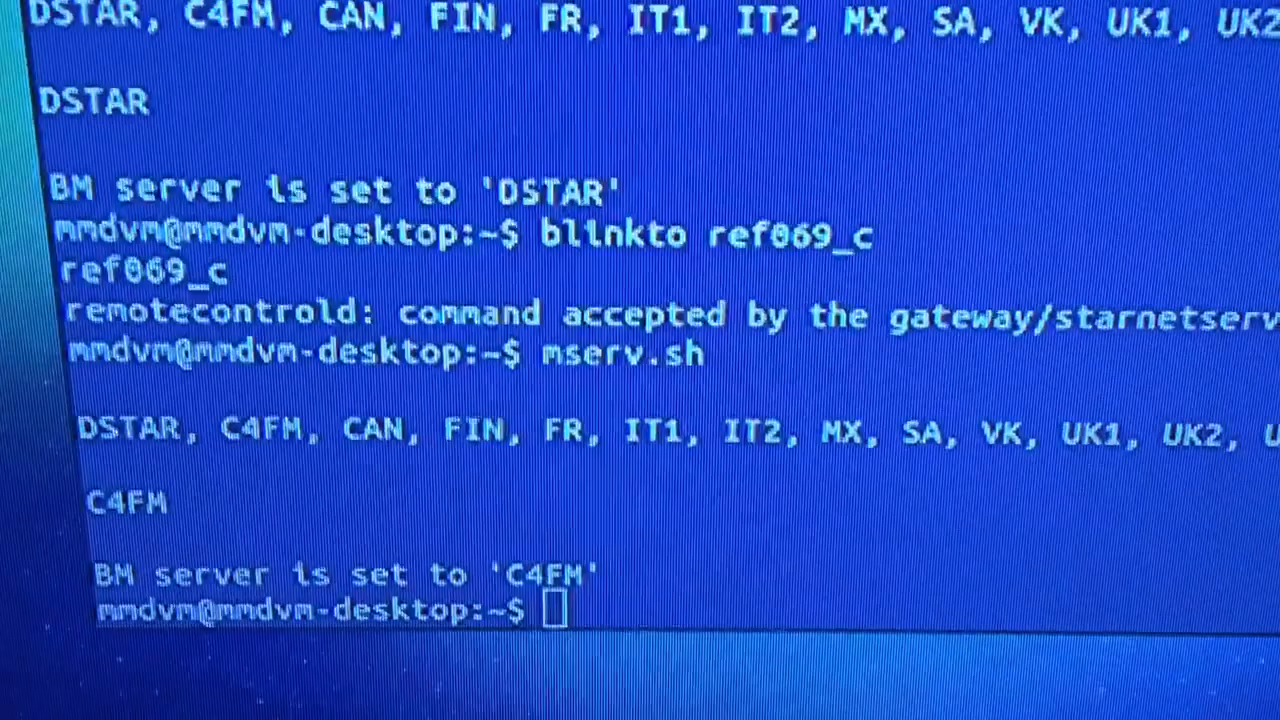 DSTAR, C4FM, CAN, FIN, FR, IT1, IT2, MX, SA, VK, UK1, UK2
DSTAR
BM server is set to 'DSTAR'
mmdvm@mmdvm-desktop:~$ blinkto ref069_c
ref069_c
remotecontrold: command accepted by the gateway/starnetserv
mmdvm@mmdvm-desktop:~$ mserv.sh
DSTAR, C4FM, CAN, FIN, FR, IT1, IT2, MX, SA, VK, UK1, UK2, U
C4FM
BM server is set to 'C4FM'
mmdvm@mmdvm-desktop:~$